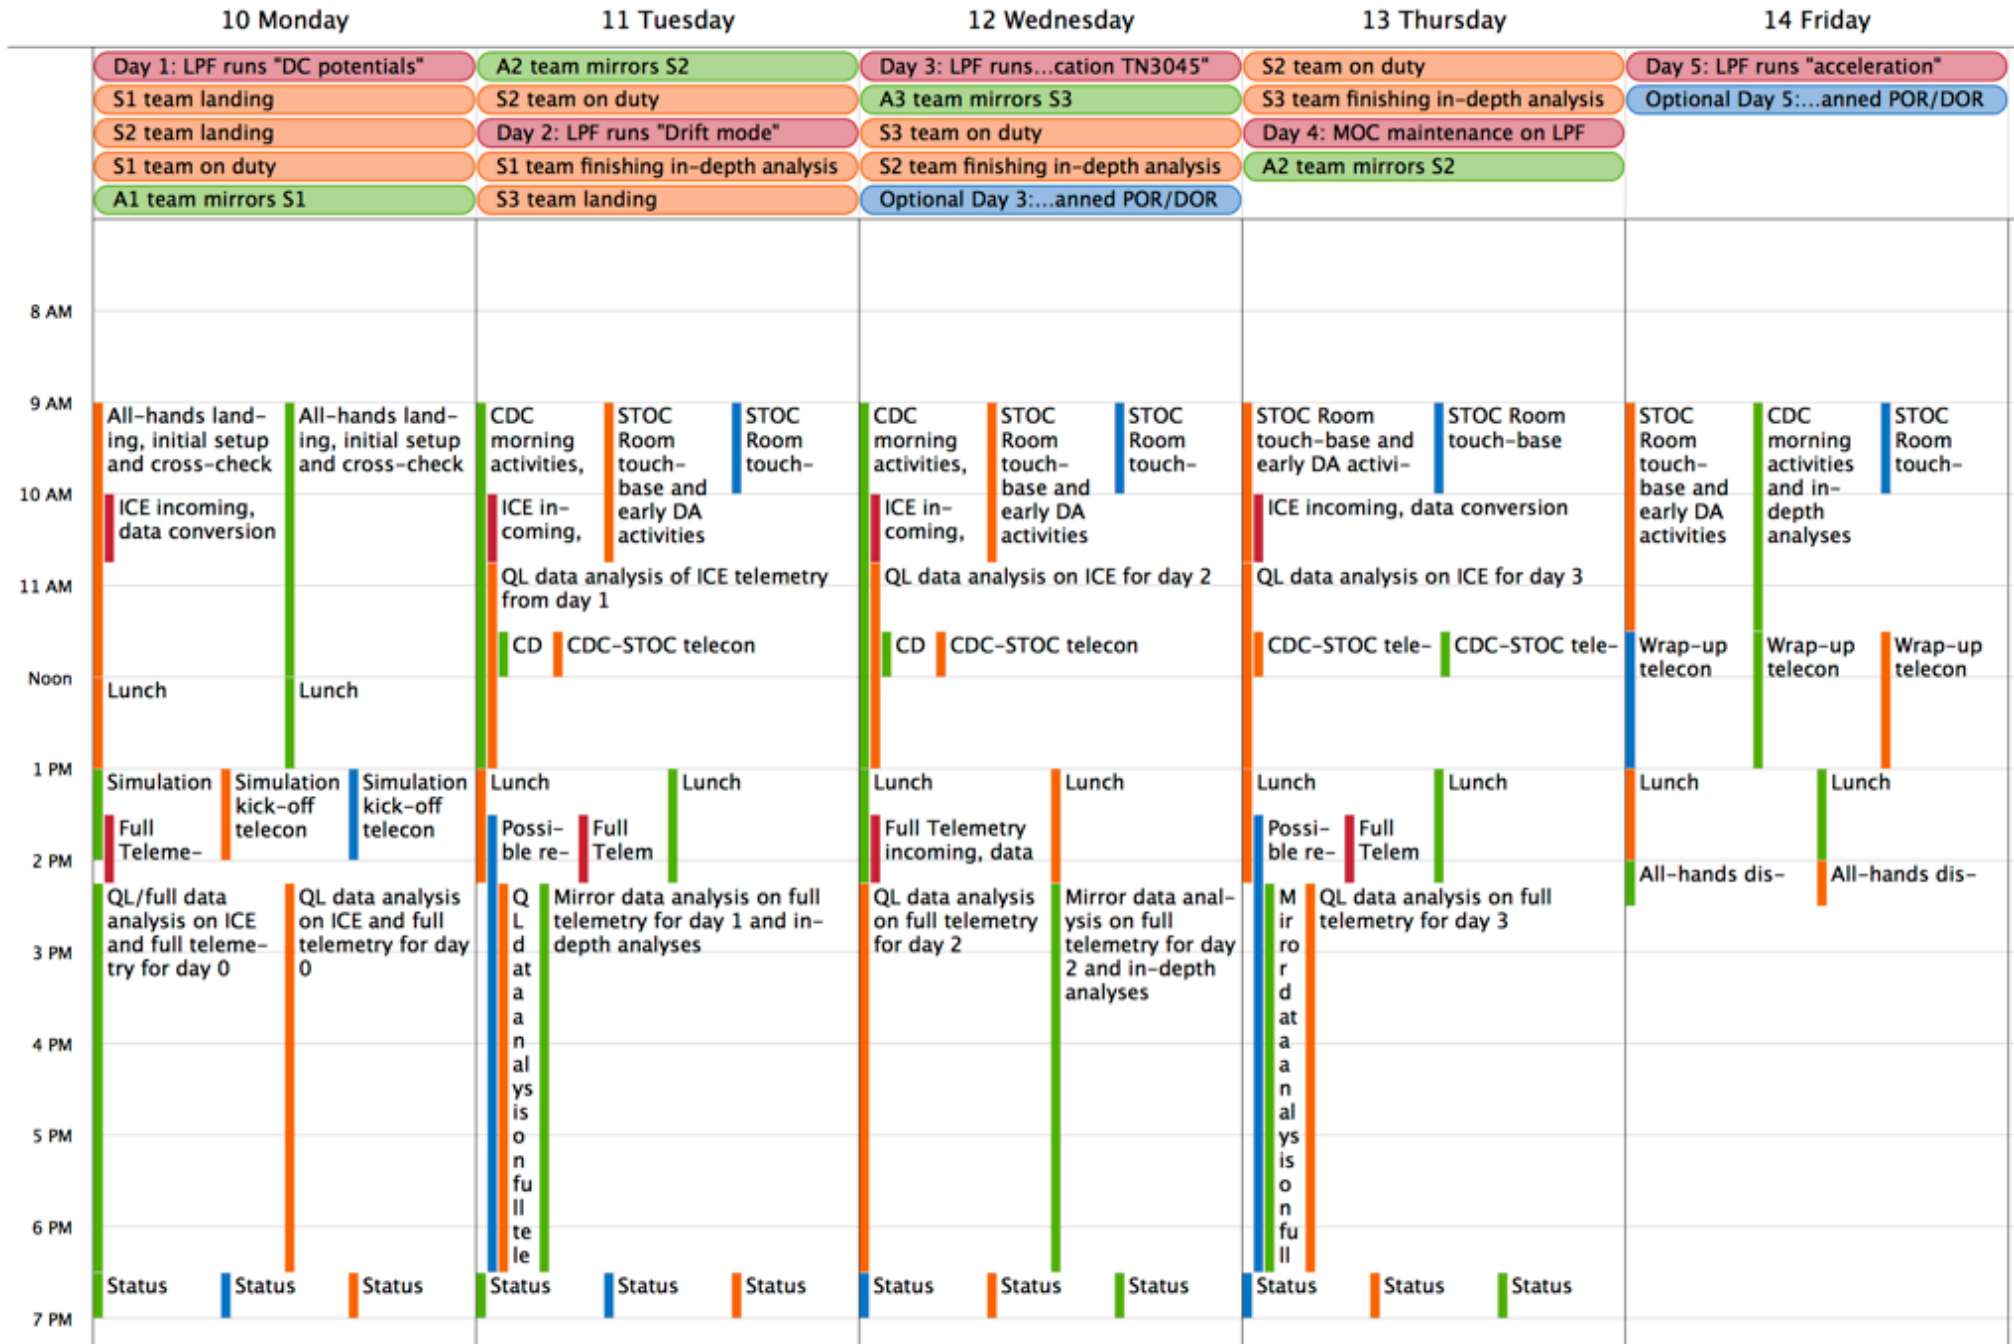 10 Monday
11 Tuesday
12 Wednesday
13 Thursday
14 Friday
Day 1: LPF runs "DC potentials"
S1 team landing
S2 team landing
S1 team on duty
A1 team mirrors S1
A2 team mirrors S2
S2 team on duty
Day 2: LPF runs "Drift mode"
S1 team finishing in-depth analysis
S3 team landing
Day 3: LPF runs...cation TN3045"
A3 team mirrors S3
S3 team on duty
S2 team finishing in-depth analysis
Optional Day 3:...anned POR/DOR
S2 team on duty
S3 team finishing in-depth analysis
Day 4: MOC maintenance on LPF
A2 team mirrors S2
Day 5: LPF runs "acceleration"
Optional Day 5:...anned POR/DOR
8 AM
9 AM
10 AM
11 AM
Noon
1 PM
2 PM
3 PM
4 PM
5 PM
6 PM
7 PM
All-hands land-
ing, initial setup
and cross-check
All-hands land-
ing, initial setup
and cross-check
ICE incoming,
data conversion
Lunch
Lunch
Simulation
Simulation
kick-off
telecon
Simulation
kick-off
telecon
Full
Teleme-
QL/full data
analysis on ICE
and full teleme-
try for day 0
QL data analysis
on ICE and full
telemetry for day
0
Status
Status
Status
CDC
morning
activities,
STOC
Room
touch-
base and
early DA
activities
STOC
Room
touch-
ICE in-
coming,
QL data analysis of ICE telemetry
from day 1
CD
CDC-STOC telecon
Lunch
Lunch
Possi-
ble re-
Full
Telem
Q
L
d
at
a
a
n
al
ys
is
o
n
fu
ll
te
le
Mirror data analysis on full
telemetry for day 1 and in-
depth analyses
Status
Status
Status
CDC
morning
activities,
STOC
Room
touch-
base and
early DA
activities
STOC
Room
touch-
ICE in-
coming,
QL data analysis on ICE for day 2
CD
CDC-STOC telecon
Lunch
Lunch
Full Telemetry
incoming, data
QL data analysis
on full telemetry
for day 2
Mirror data anal-
ysis on full
telemetry for day
2 and in-depth
analyses
Status
Status
Status
STOC Room
touch-base and
early DA activi-
STOC Room
touch-base
ICE incoming, data conversion
QL data analysis on ICE for day 3
CDC-STOC tele-
CDC-STOC tele-
Lunch
Lunch
Possi-
ble re-
Full
Telem
M
ir
ro
r
d
at
a
a
n
al
ys
is
o
n
fu
ll
QL data analysis on full
telemetry for day 3
Status
Status
Status
STOC
Room
touch-
base and
early DA
activities
CDC
morning
activities
and in-
depth
analyses
STOC
Room
touch-
Wrap-up
telecon
Wrap-up
telecon
Wrap-up
telecon
Lunch
Lunch
All-hands dis-
All-hands dis-